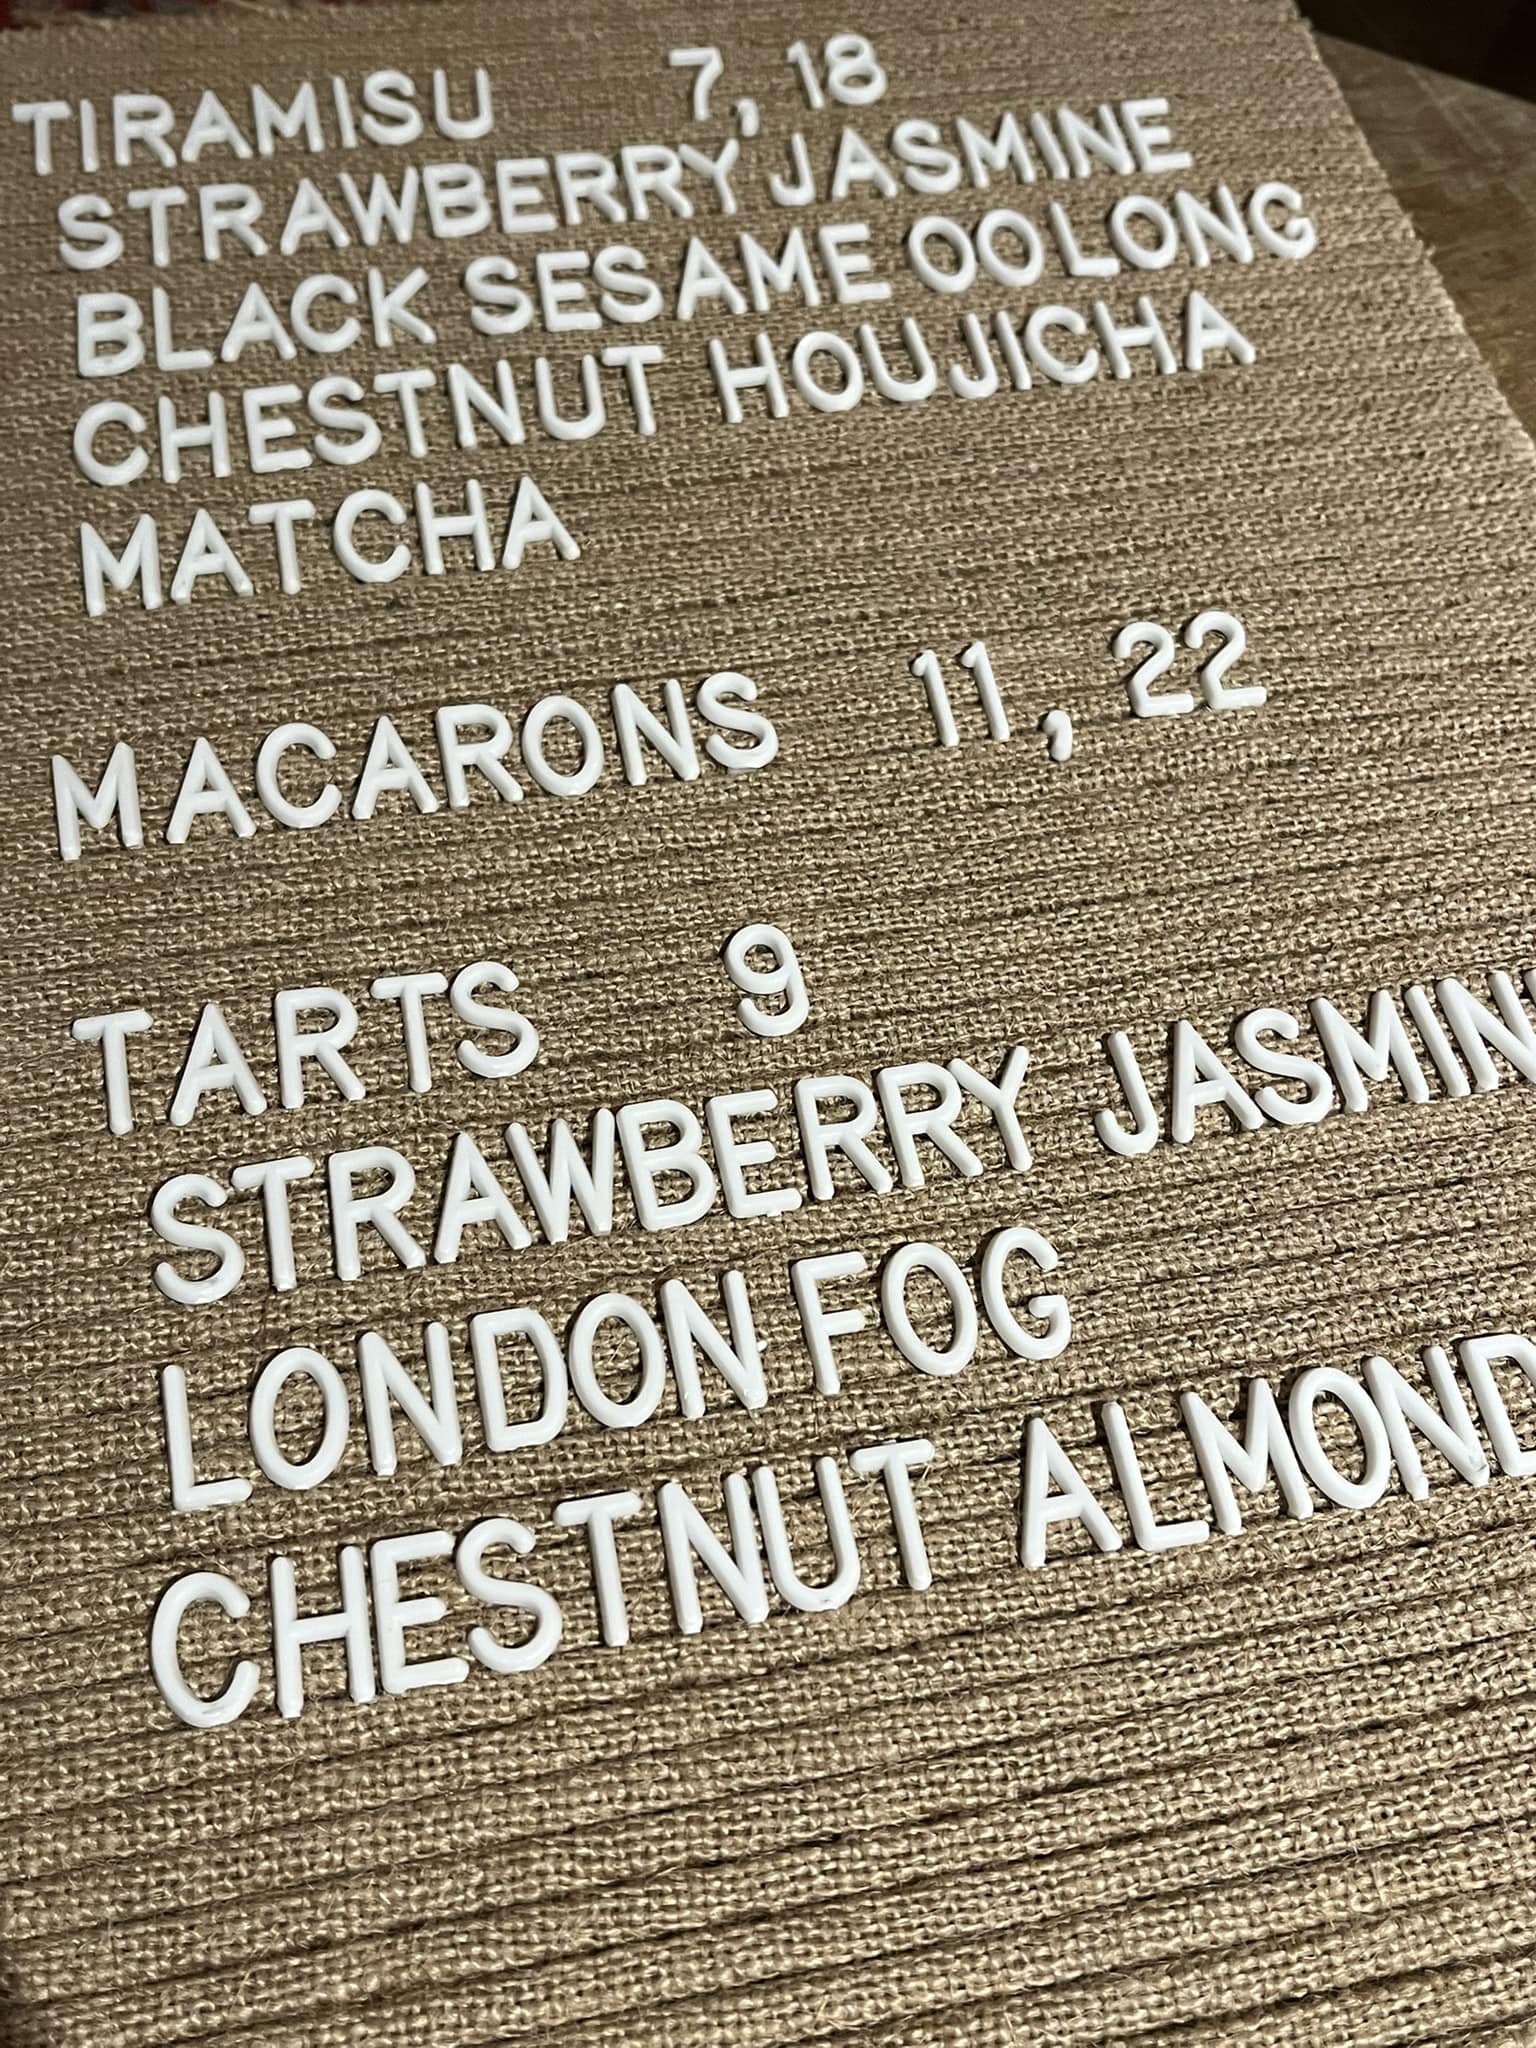 TIRAMISU 7, 18
STRAWBERRY JASMINE
BLACK SESAME OOLONG
CHESTNUT HOUJICHA
MATCHA
MACARONS 11, 22
TARTS 9
STRAWBERRY JASMINE
LONDON FOG
CHESTNUT ALMOND